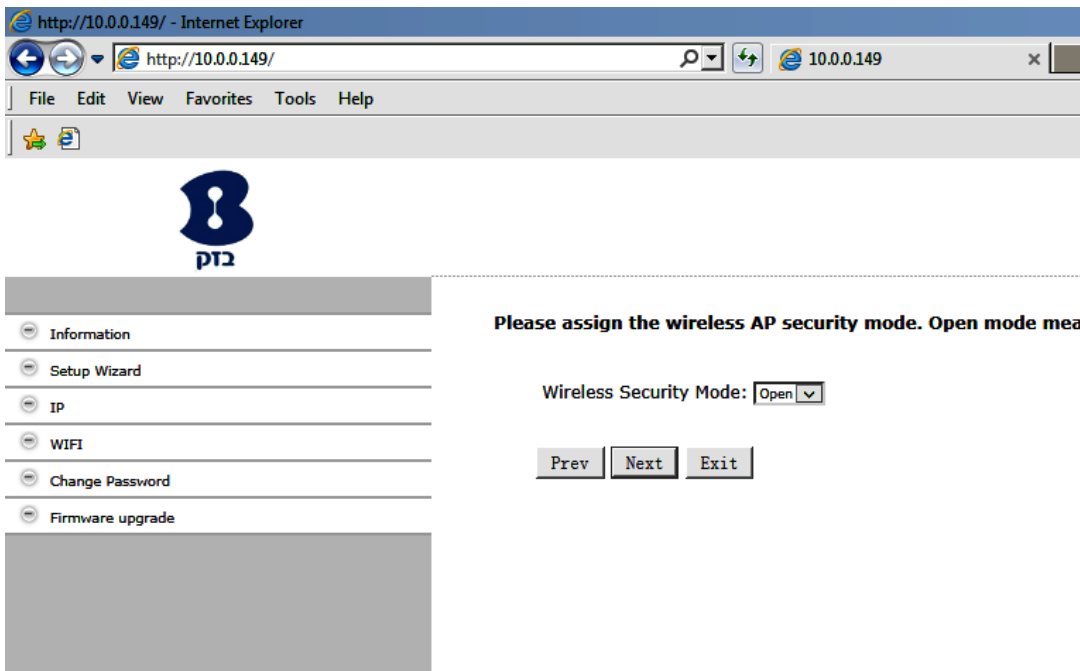 http://10.0.0.149/ - Internet Explorer
http://10.0.0.149/
10.0.0.149
File Edit View Favorites Tools Help
בזק
Information
Setup Wizard
IP
WIFI
Change Password
Firmware upgrade
Please assign the wireless AP security mode. Open mode mea
Wireless Security Mode: Open
Prev Next Exit